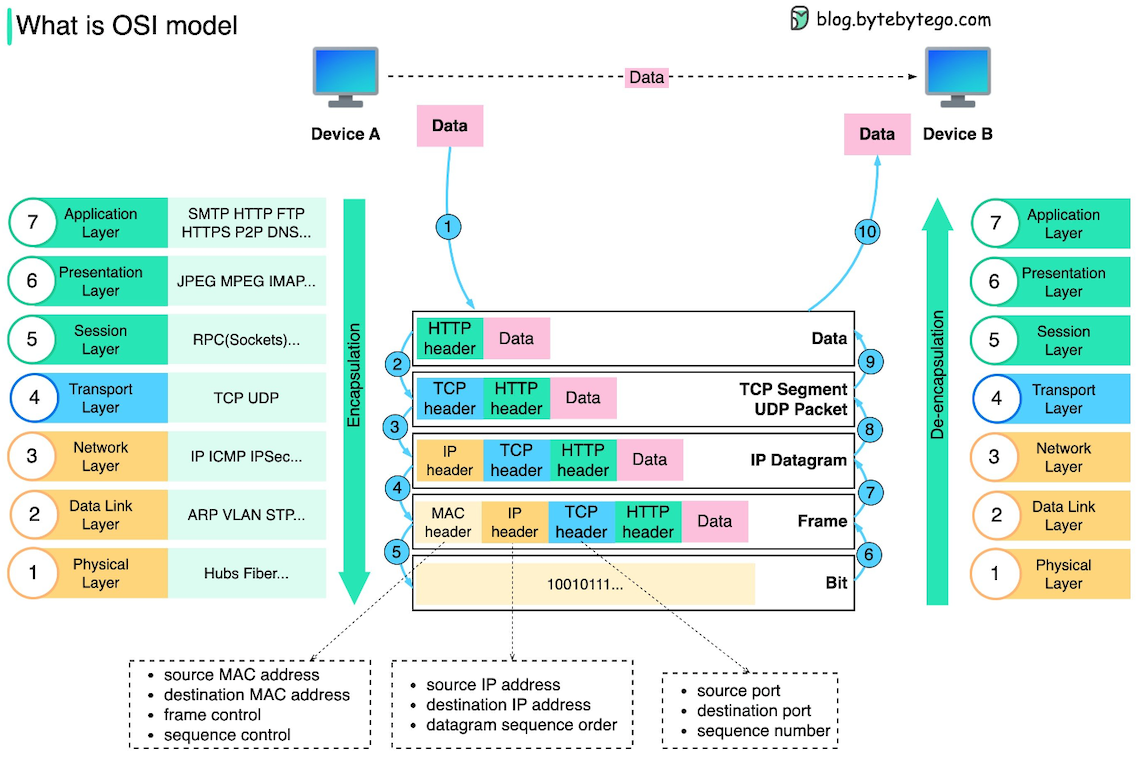 What is OSI model
blog.bytebytego.com
Data
Device A
Data
Data
Device B
1
10
7
Application
Layer
SMTP HTTP FTP
HTTPS P2P DNS...
6
Presentation
Layer
JPEG MPEG IMAP...
5
Session
Layer
RPC(Sockets)...
4
Transport
Layer
TCP UDP
3
Network
Layer
IP ICMP IPSec...
2
Data Link
Layer
ARP VLAN STP...
1
Physical
Layer
Hubs Fiber...
Encapsulation
HTTP
header
Data
Data
2
9
TCP
header
HTTP
header
Data
TCP Segment
UDP Packet
3
8
IP
header
TCP
header
HTTP
header
Data
IP Datagram
4
7
MAC
header
IP
header
TCP
header
HTTP
header
Data
Frame
5
6
10010111...
Bit
De-encapsulation
7
Application
Layer
6
Presentation
Layer
5
Session
Layer
4
Transport
Layer
3
Network
Layer
2
Data Link
Layer
1
Physical
Layer
• source MAC address
• destination MAC address
• frame control
• sequence control
• source IP address
• destination IP address
• datagram sequence order
• source port
• destination port
• sequence number